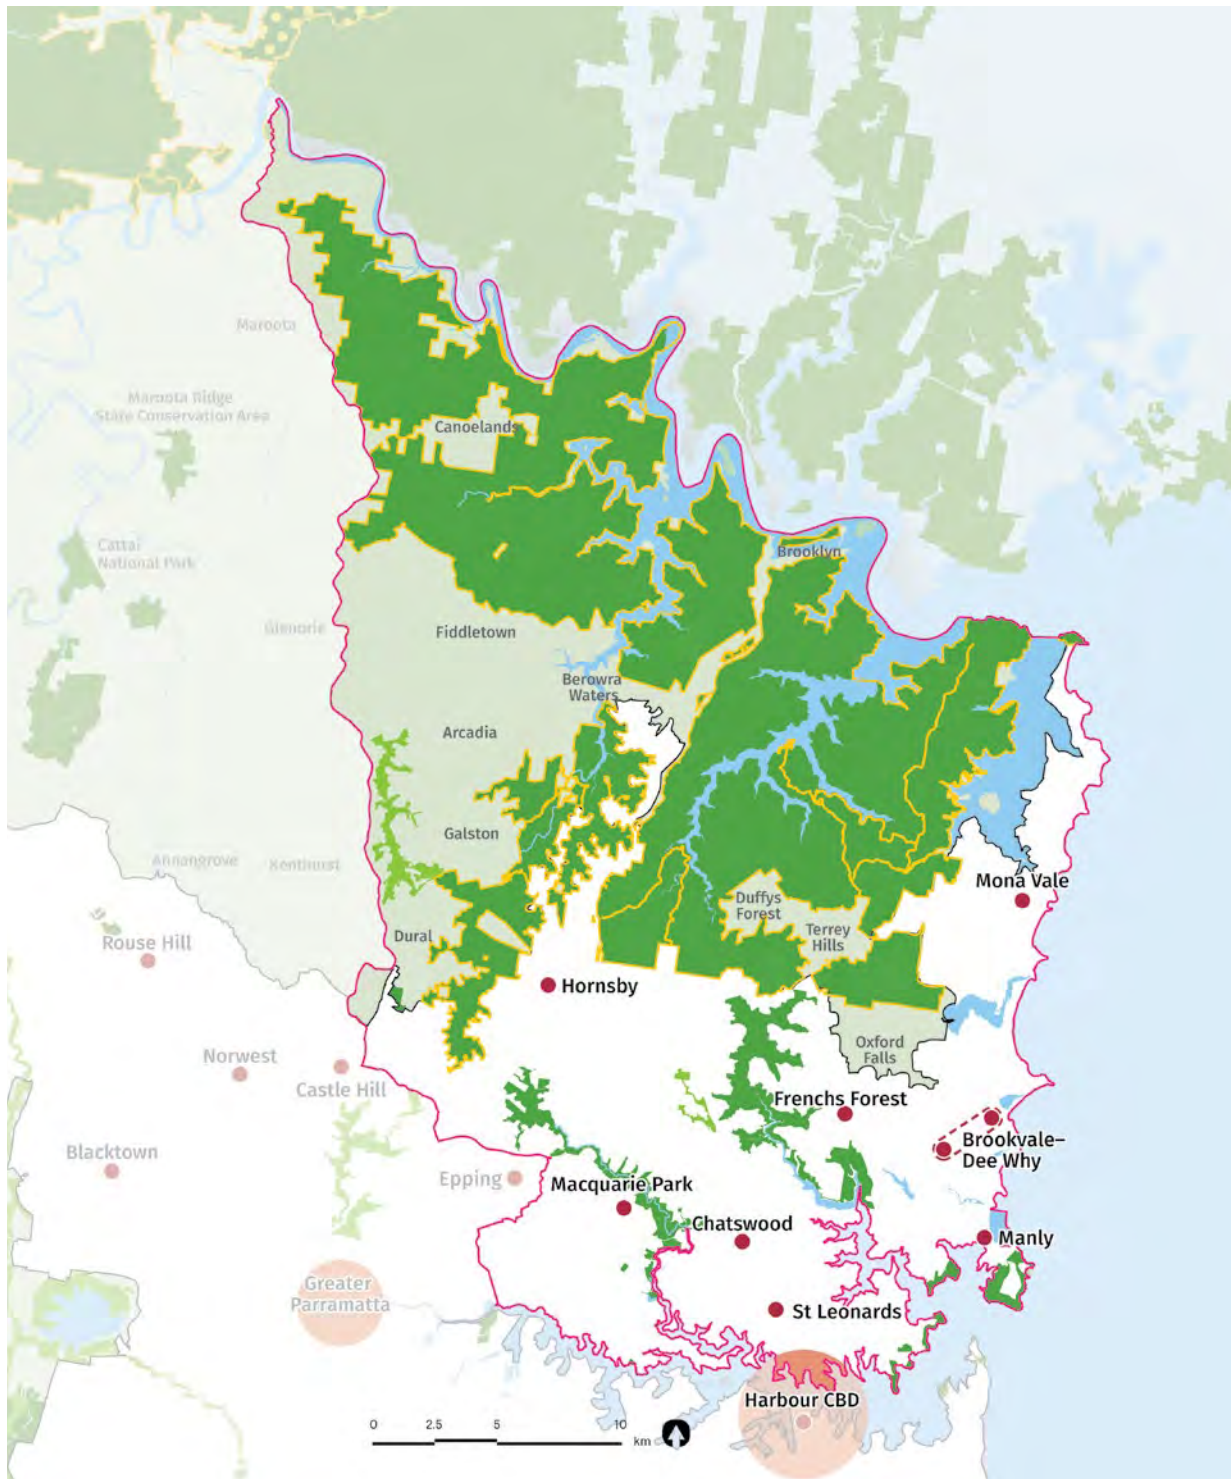 Maroota
Maroota Ridge
State Conservation Area
Canoelands
Cattai
National Park
Brooklyn
Glenorie
Fiddletown
Berowra
Waters
Arcadia
Galston
Annangrove
Kenthurst
Mona Vale
Duffys
Forest
Terrey
Hills
Dural
Rouse Hill
Hornsby
Oxford
Falls
Norwest
Castle Hill
Frenchs Forest
Brookvale–
Dee Why
Blacktown
Epping
Macquarie Park
Chatswood
Manly
Greater
Parramatta
St Leonards
Harbour CBD
0 2.5 5 10
km